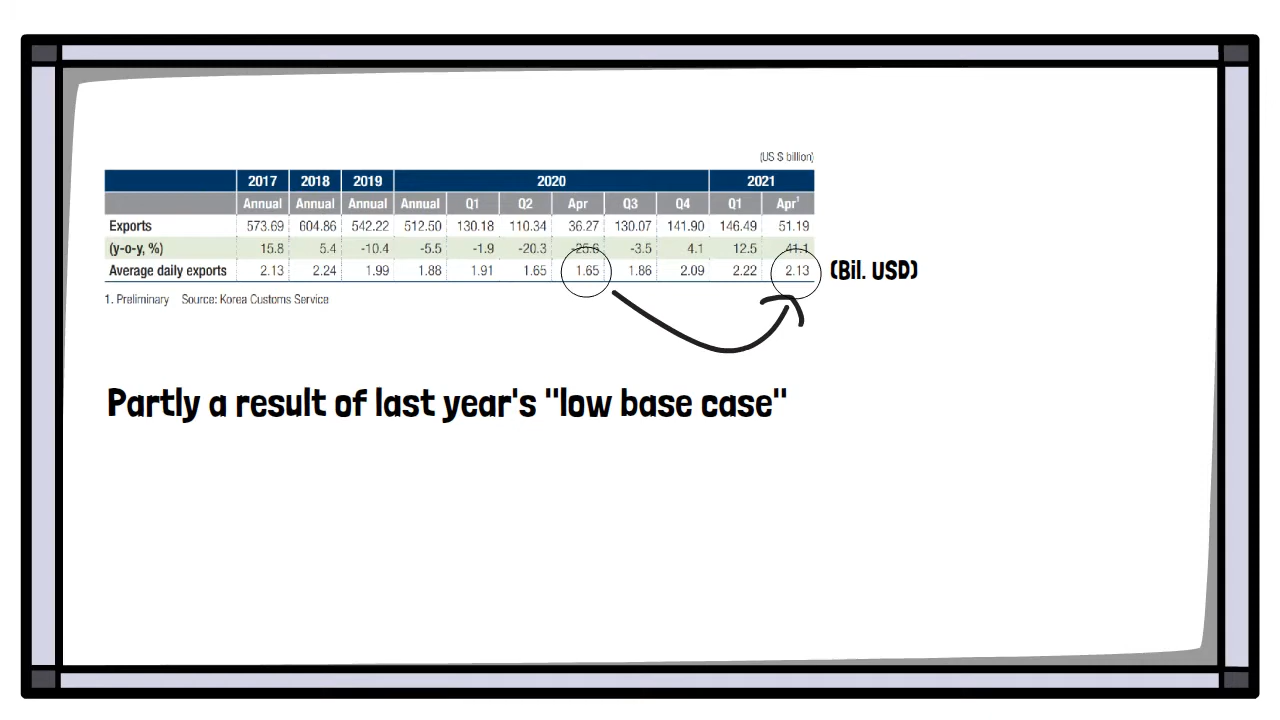 (US $ billion)
2017 2018 2019 2020 2021
Annual Annual Annual Annual Q1 Q2 Apr Q3 Q4 Q1 Apr¹
Exports 573.69 604.86 542.22 512.50 130.18 110.34 36.27 130.07 141.90 146.49 51.19
(y-o-y, %) 15.8 5.4 -10.4 -5.5 -1.9 -20.3 -25.6 -3.5 4.1 12.5 41.1
Average daily exports 2.13 2.24 1.99 1.88 1.91 1.65 1.65 1.86 2.09 2.22 2.13 (Bil. USD)
1. Preliminary Source: Korea Customs Service
Partly a result of last year's "low base case"